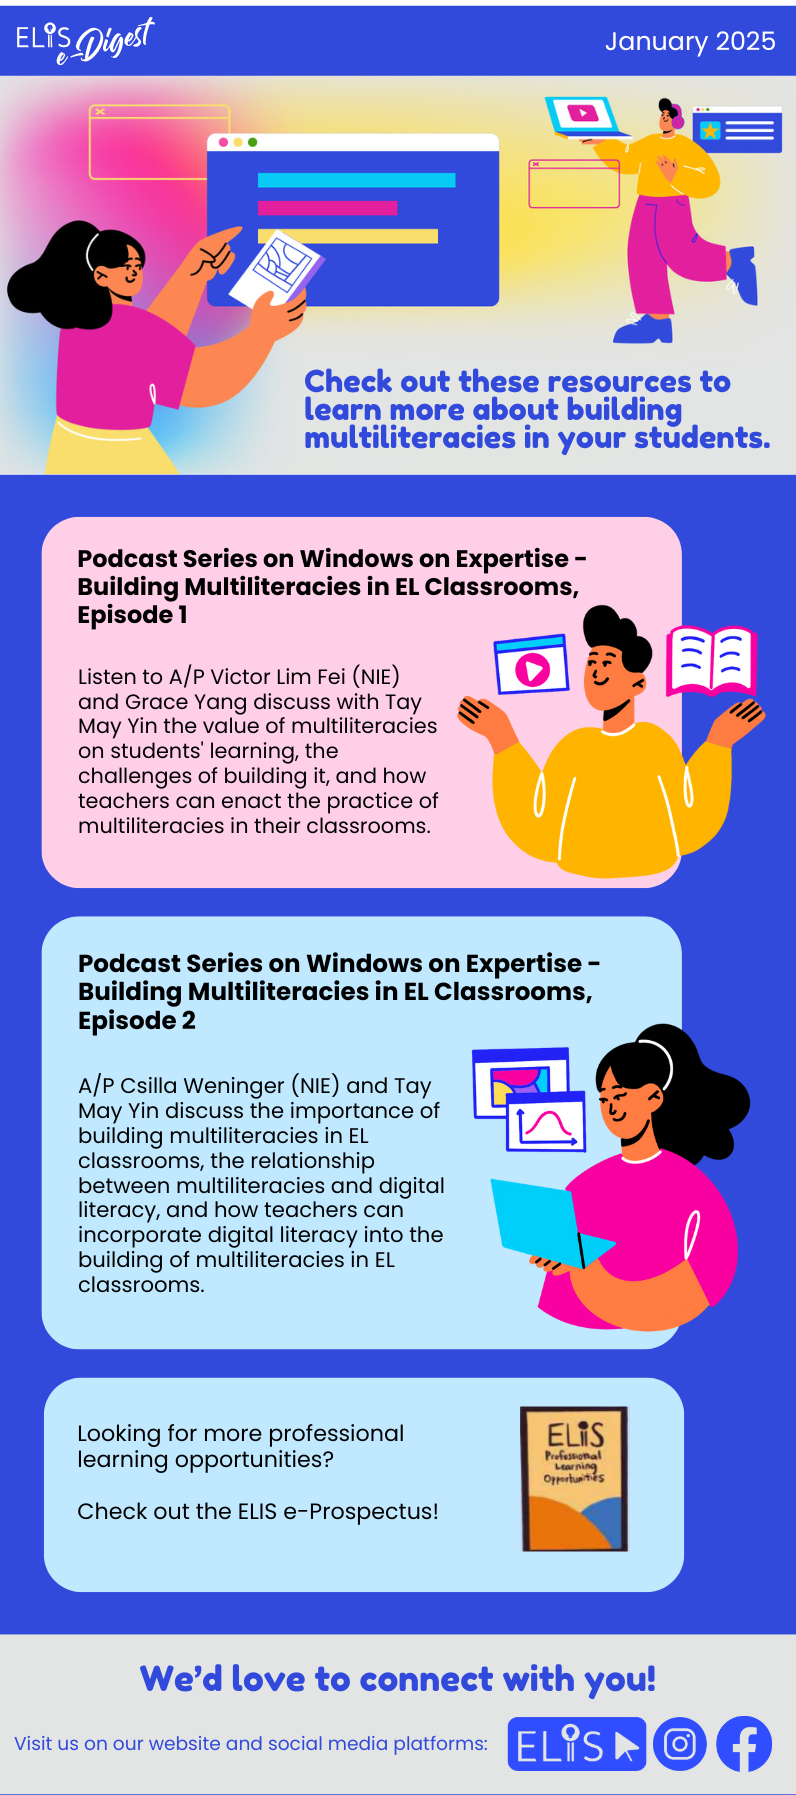 ELiS e-Digest
January 2025
Check out these resources to
learn more about building
multiliteracies in your students.
Podcast Series on Windows on Expertise -
Building Multiliteracies in EL Classrooms,
Episode 1
Listen to A/P Victor Lim Fei (NIE)
and Grace Yang discuss with Tay
May Yin the value of multiliteracies
on students' learning, the
challenges of building it, and how
teachers can enact the practice of
multiliteracies in their classrooms.
Podcast Series on Windows on Expertise -
Building Multiliteracies in EL Classrooms,
Episode 2
A/P Csilla Weninger (NIE) and Tay
May Yin discuss the importance of
building multiliteracies in EL
classrooms, the relationship
between multiliteracies and digital
literacy, and how teachers can
incorporate digital literacy into the
building of multiliteracies in EL
classrooms.
Looking for more professional
learning opportunities?
Check out the ELIS e-Prospectus!
ELiS
Professional
Learning
Opportunities
We'd love to connect with you!
Visit us on our website and social media platforms:
ELiS